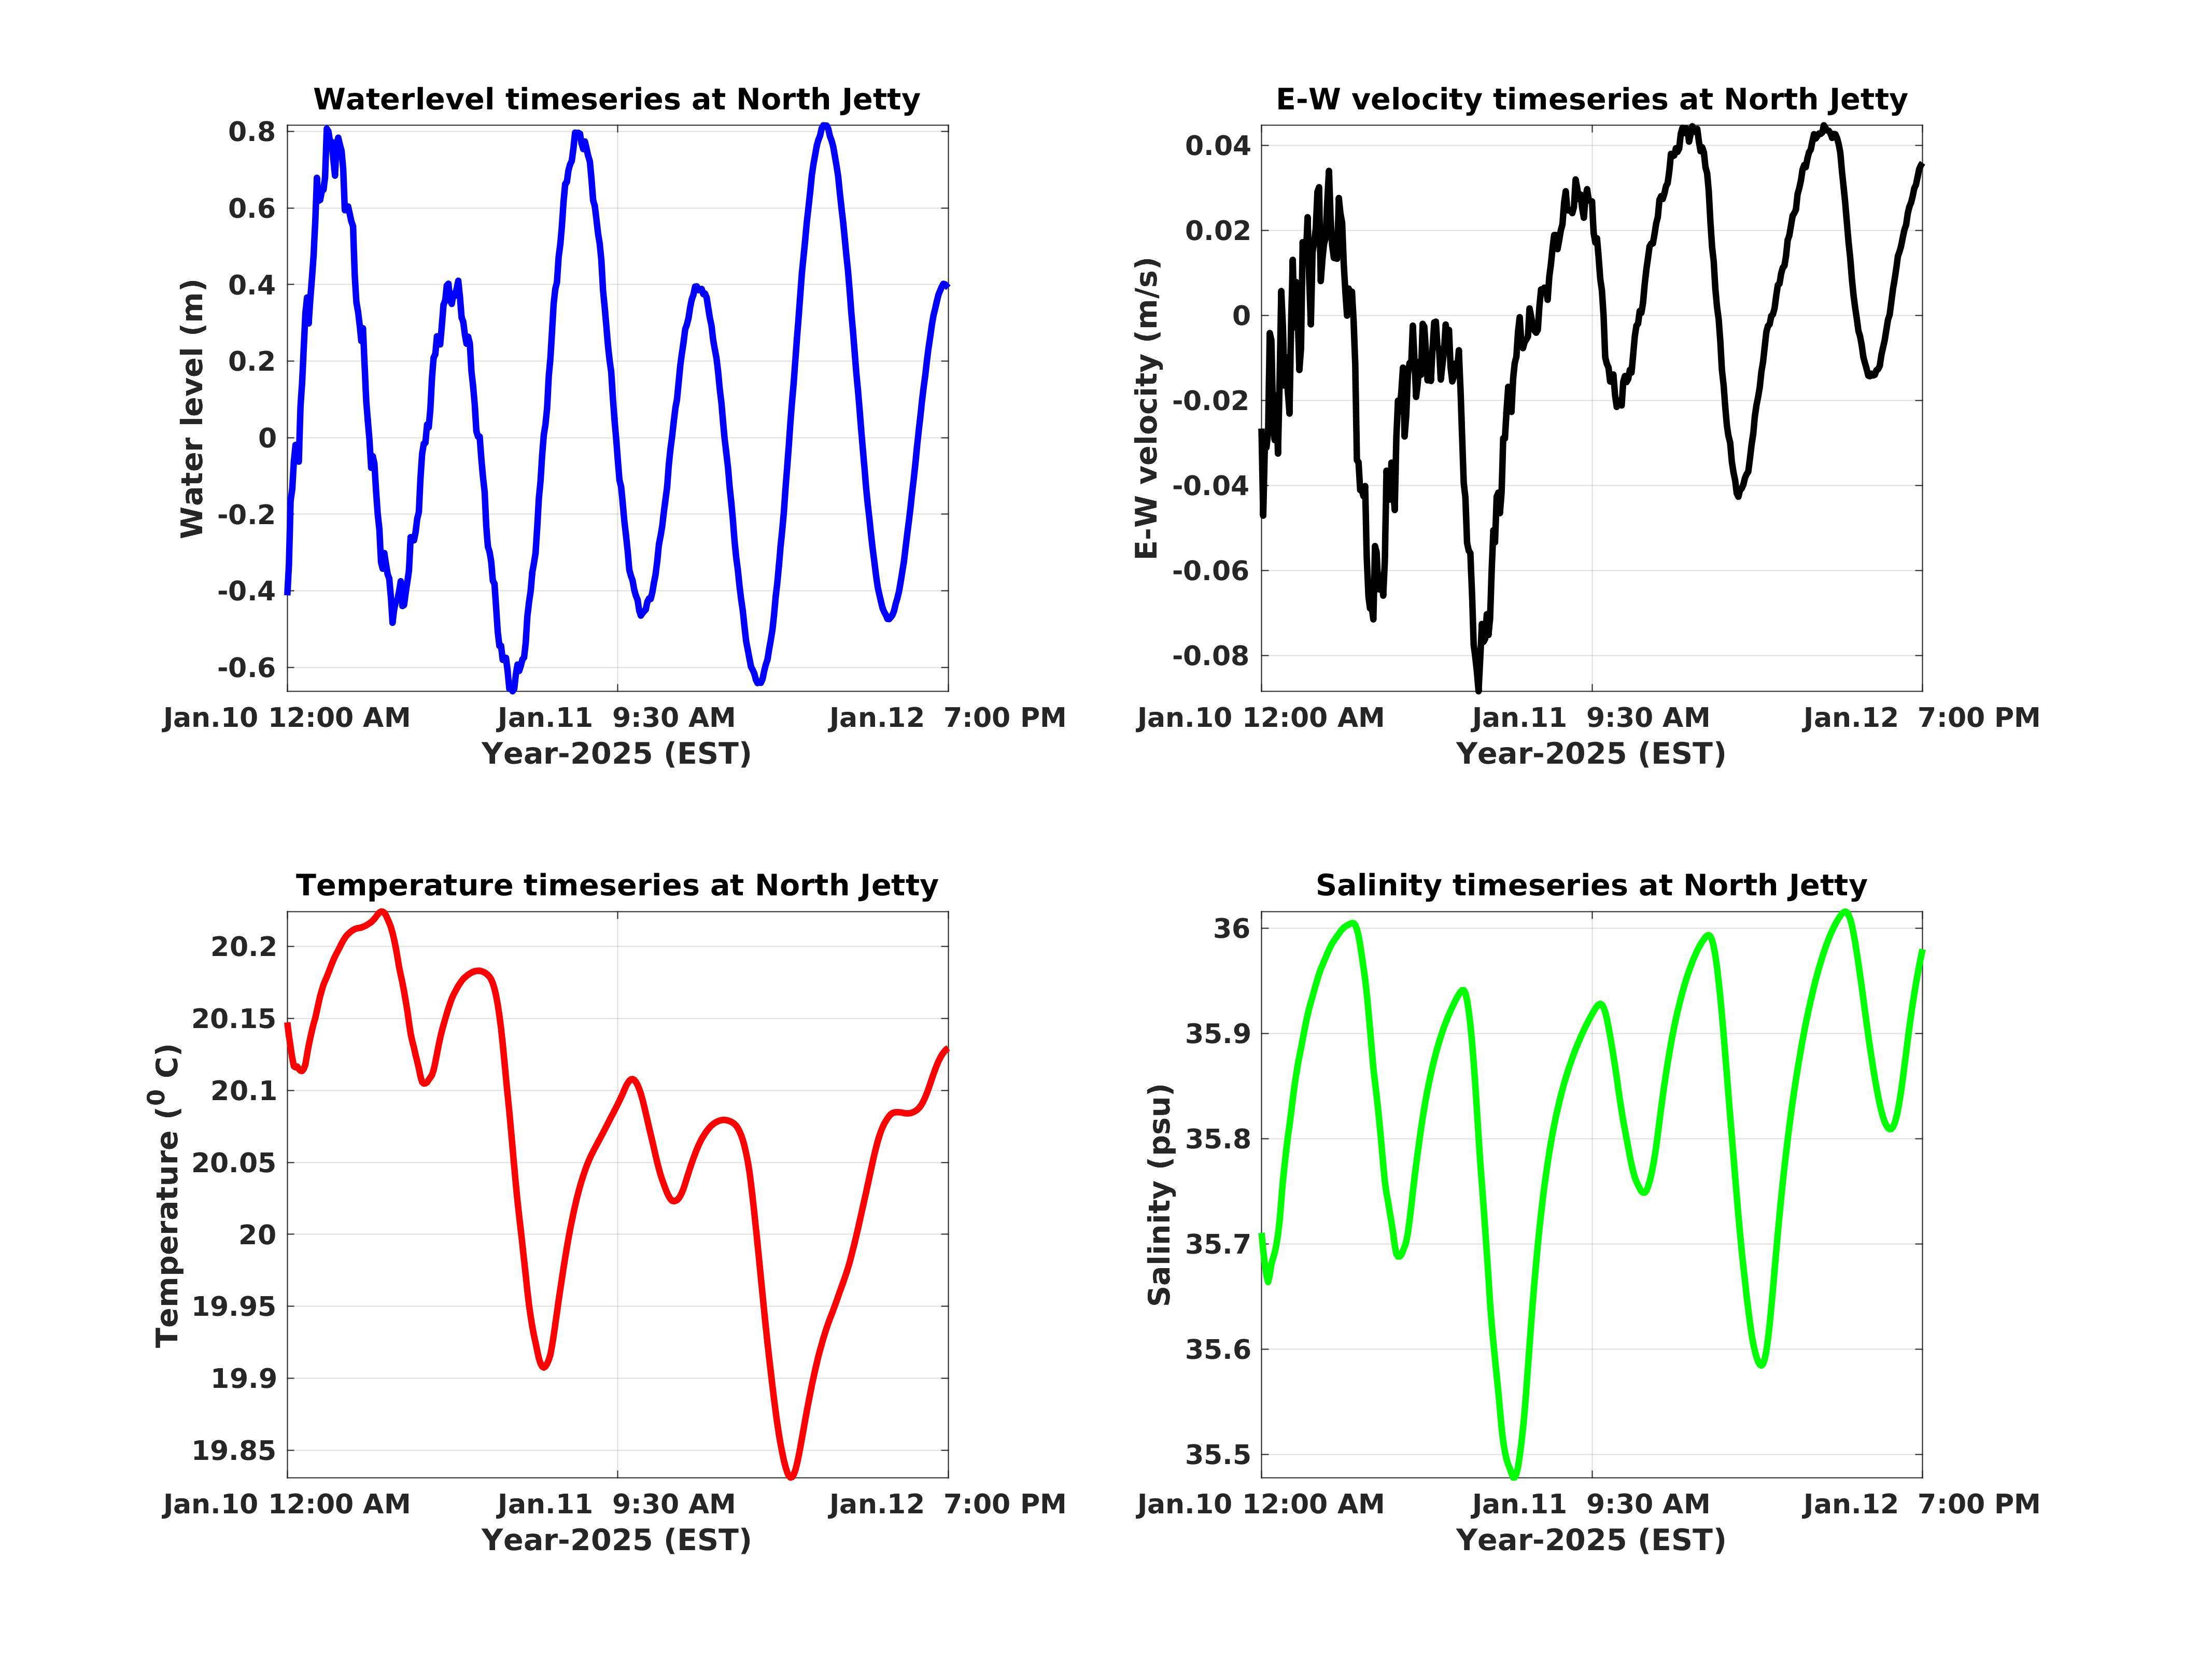 Waterlevel timeseries at North Jetty
0.8
0.6
0.4
0.2
0
-0.2
-0.4
-0.6
Water level (m)
Jan.10 12:00 AM
Jan.11 9:30 AM
Jan.12 7:00 PM
Year-2025 (EST)
E-W velocity timeseries at North Jetty
0.04
0.02
0
-0.02
-0.04
-0.06
-0.08
E-W velocity (m/s)
Jan.10 12:00 AM
Jan.11 9:30 AM
Jan.12 7:00 PM
Year-2025 (EST)
Temperature timeseries at North Jetty
20.2
20.15
20.1
20.05
20
19.95
19.9
19.85
Temperature (⁰ C)
Jan.10 12:00 AM
Jan.11 9:30 AM
Jan.12 7:00 PM
Year-2025 (EST)
Salinity timeseries at North Jetty
36
35.9
35.8
35.7
35.6
35.5
Salinity (psu)
Jan.10 12:00 AM
Jan.11 9:30 AM
Jan.12 7:00 PM
Year-2025 (EST)